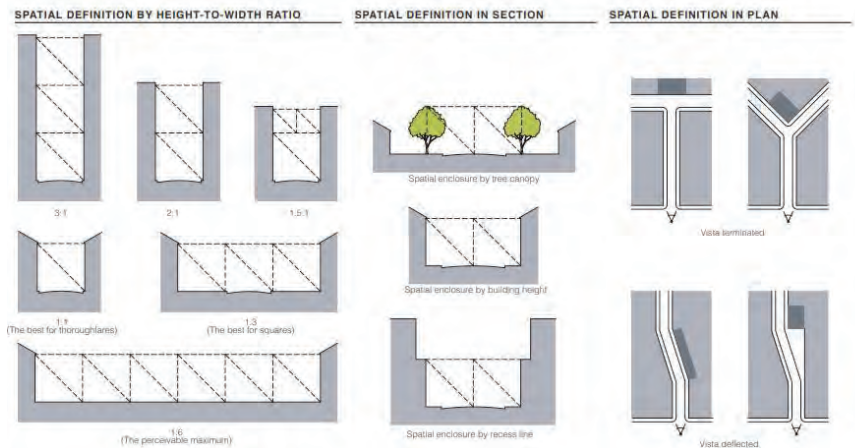 SPATIAL DEFINITION BY HEIGHT-TO-WIDTH RATIO
3:1
2:1
1.5:1
1:1
(The best for thoroughfares)
1:3
(The best for squares)
1:6
(The perceivable maximum)
SPATIAL DEFINITION IN SECTION
Spatial enclosure by tree canopy
Spatial enclosure by building height
Spatial enclosure by recess line
SPATIAL DEFINITION IN PLAN
Vista terminated
Vista deflected